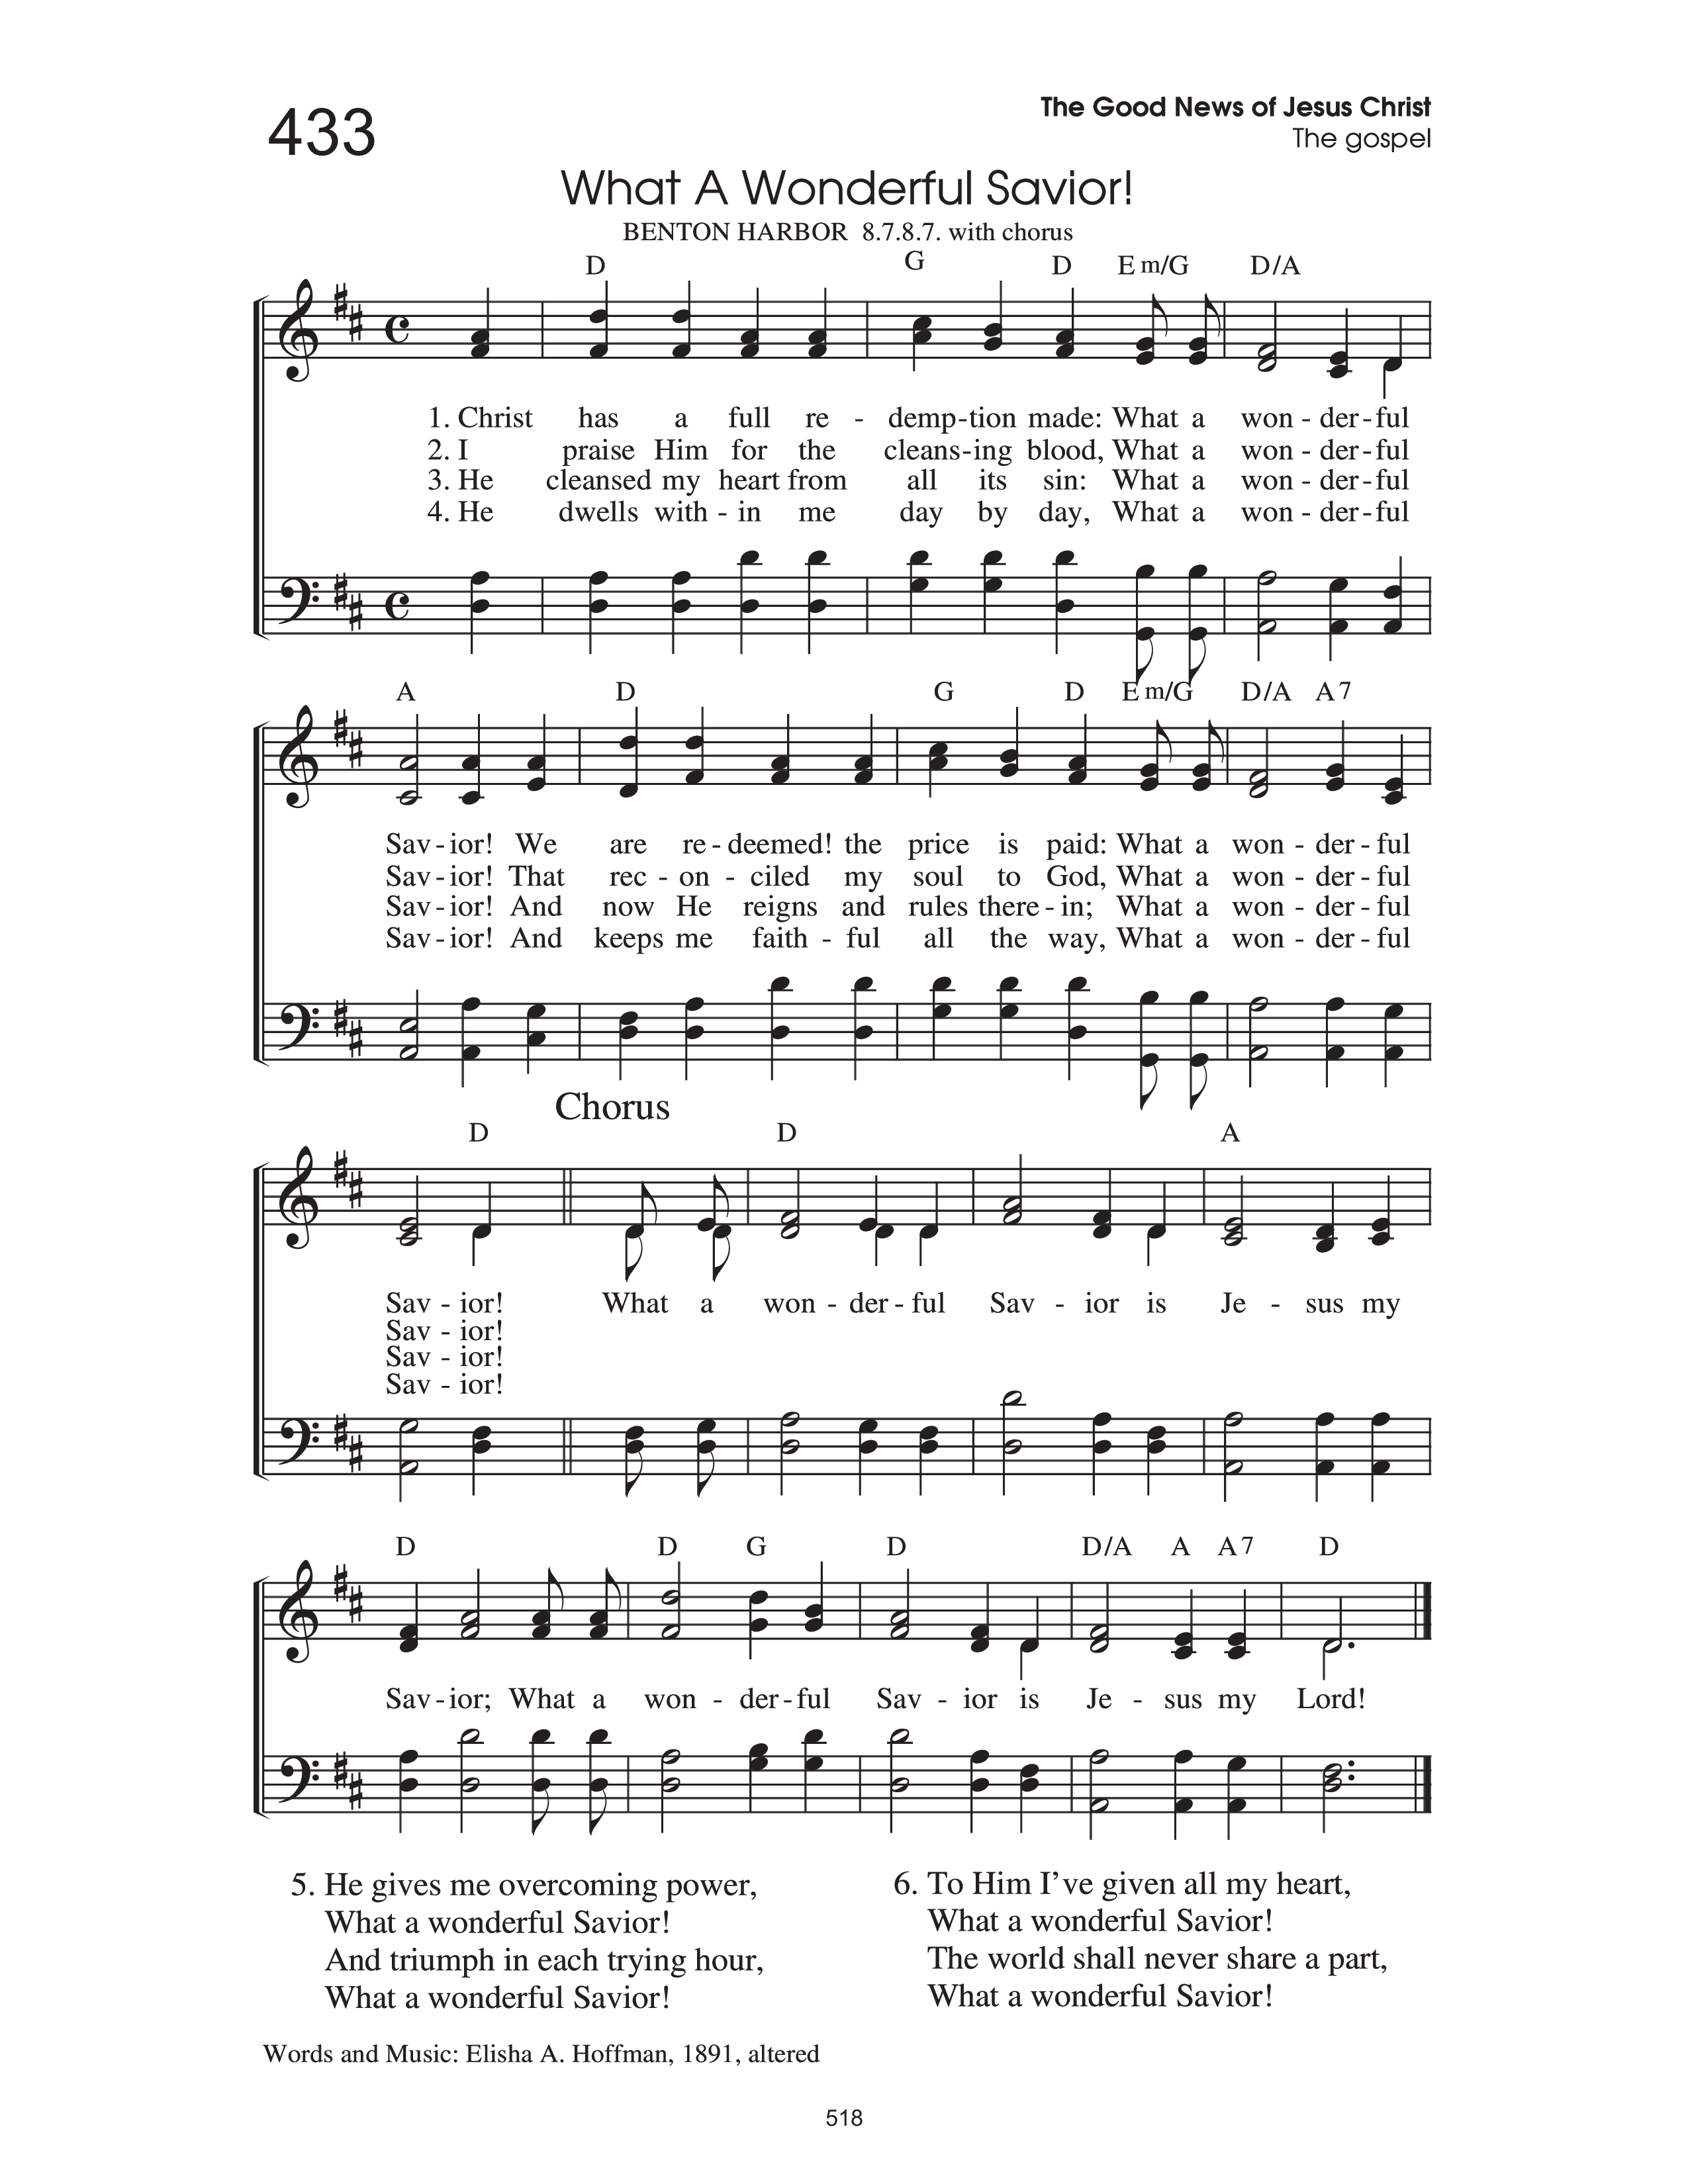 433
The Good News of Jesus Christ
The gospel
What A Wonderful Savior!
BENTON HARBOR 8.7.8.7. with chorus
D G D Em/G D/A
1. Christ has a full re - demp-tion made: What a won - der-ful
2. I praise Him for the cleans-ing blood, What a won - der-ful
3. He cleansed my heart from all its sin: What a won - der-ful
4. He dwells with - in me day by day, What a won - der-ful
A D G D Em/G D/A A7
Sav-ior! We are re-deemed! the price is paid: What a won - der-ful
Sav-ior! That rec - on - ciled my soul to God, What a won - der-ful
Sav-ior! And now He reigns and rules there-in; What a won - der-ful
Sav-ior! And keeps me faith - ful all the way, What a won - der-ful
Chorus
D D A
Sav - ior! What a won - der-ful Sav - ior is Je - sus my
Sav - ior!
Sav - ior!
Sav - ior!
D D G D D/A A A7 D
Sav-ior; What a won - der-ful Sav - ior is Je - sus my Lord!
5. He gives me overcoming power,
What a wonderful Savior!
And triumph in each trying hour,
What a wonderful Savior!
6. To Him I've given all my heart,
What a wonderful Savior!
The world shall never share a part,
What a wonderful Savior!
Words and Music: Elisha A. Hoffman, 1891, altered
518